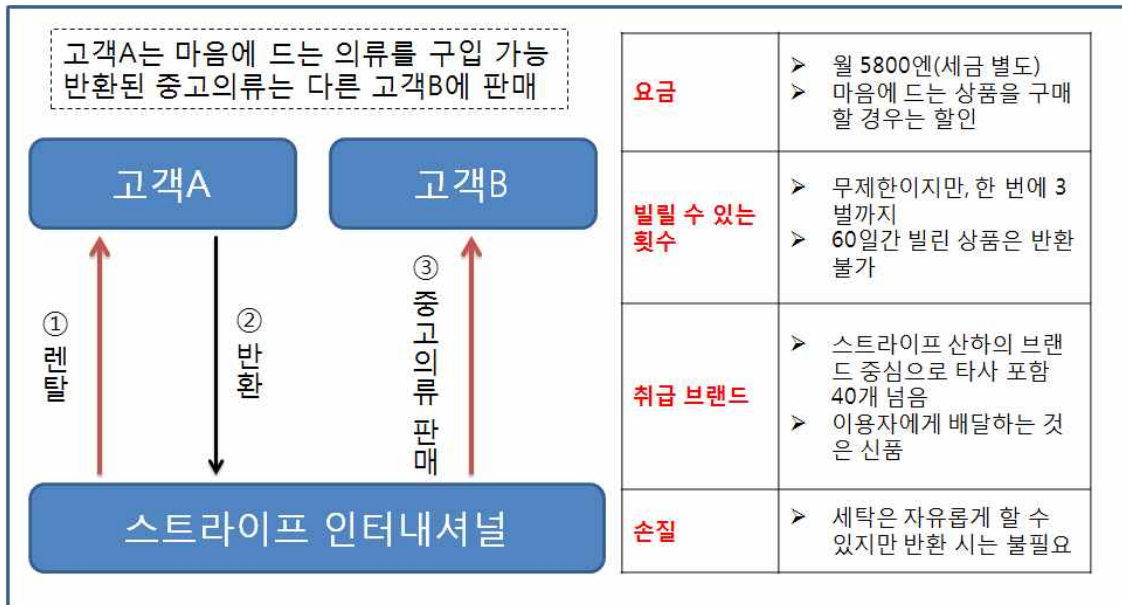 고객A는 마음에 드는 의류를 구입 가능
반환된 중고의류는 다른 고객B에 판매
고객A
고객B
① 렌탈
② 반환
③ 중고의류 판매
스트라이프 인터내셔널
요금
➤ 월 5800엔(세금 별도)
➤ 마음에 드는 상품을 구매
할 경우는 할인
빌릴 수 있는
횟수
➤ 무제한이지만, 한 번에 3
벌까지
➤ 60일간 빌린 상품은 반환
불가
취급 브랜드
➤ 스트라이프 산하의 브랜
드 중심으로 타사 포함
40개 넘음
➤ 이용자에게 배달하는 것
은 신품
손질
➤ 세탁은 자유롭게 할 수
있지만 반환 시는 불필요